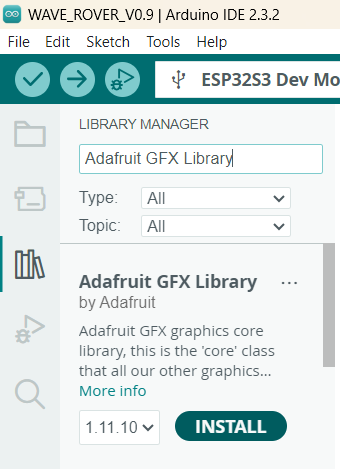 WAVE_ROVER_V0.9 | Arduino IDE 2.3.2
File Edit Sketch Tools Help
ESP32S3 Dev Mo
LIBRARY MANAGER
Adafruit GFX Library
Type: All
Topic: All
Adafruit GFX Library ...
by Adafruit
Adafruit GFX graphics core
library, this is the 'core' class
that all our other graphics...
More info
1.11.10 INSTALL